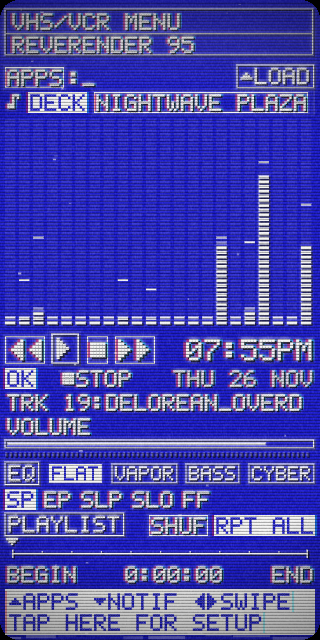 VHS/VCR MENU
REVERENDER 95
APPS:_ LOAD
DECK NIGHTWAVE PLAZA
07:55PM
OK STOP THU 26 NOV
TRK 19:DELOREAN_OVERD
VOLUME
EQ FLAT VAPOR BASS CYBER
SP EP SLP SLO FF
PLAYLIST SHUF RPT ALL
BEGIN 0:00:00 END
APPS NOTIF SWIPE
TAP HERE FOR SETUP